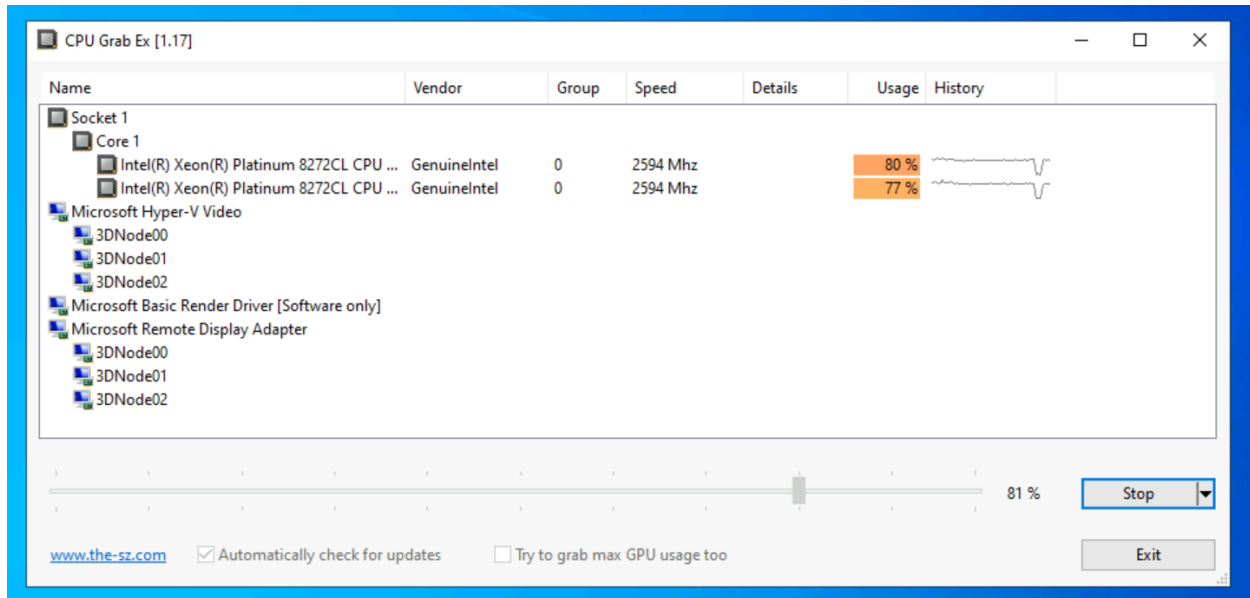 CPU Grab Ex [1.17]
Name Vendor Group Speed Details Usage History
Socket 1
Core 1
Intel(R) Xeon(R) Platinum 8272CL CPU ... GenuineIntel 0 2594 Mhz 80 %
Intel(R) Xeon(R) Platinum 8272CL CPU ... GenuineIntel 0 2594 Mhz 77 %
Microsoft Hyper-V Video
3DNode00
3DNode01
3DNode02
Microsoft Basic Render Driver [Software only]
Microsoft Remote Display Adapter
3DNode00
3DNode01
3DNode02
81 % Stop
www.the-sz.com Automatically check for updates Try to grab max GPU usage too Exit